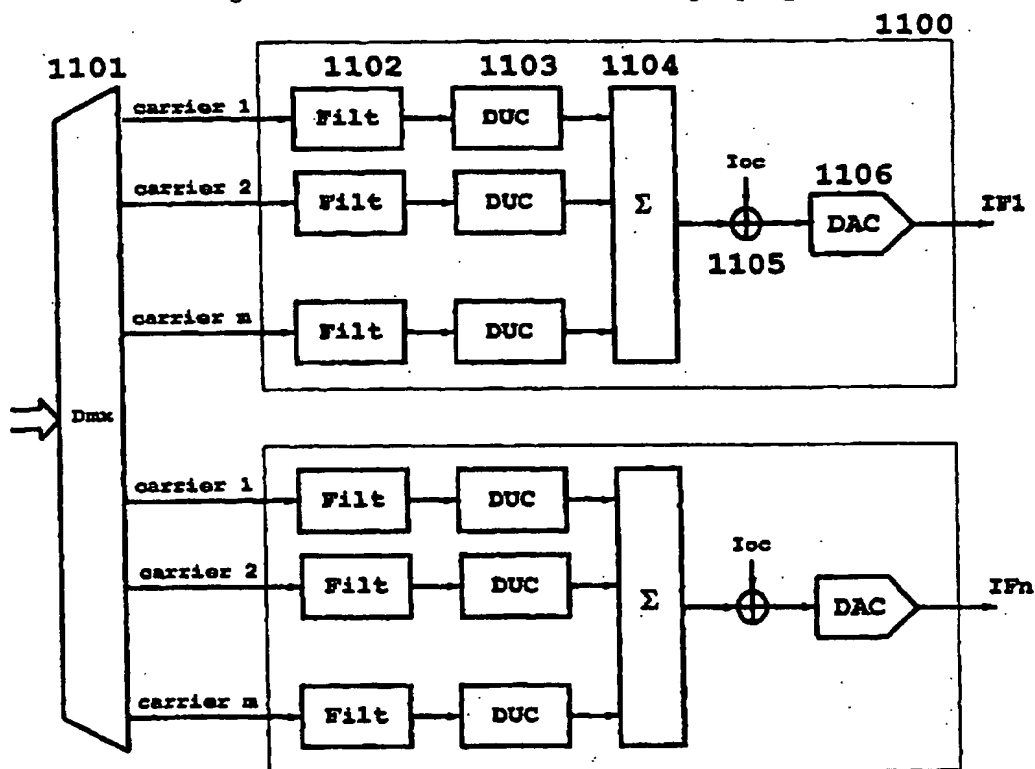 1100
1101
1102 1103 1104
carrier 1 Filt DUC
carrier 2 Filt DUC
Σ
Ioc
1106
DAC
IF1
1105
carrier m Filt DUC
Dmx
carrier 1 Filt DUC
carrier 2 Filt DUC
Σ
Ioc
DAC
IFn
carrier m Filt DUC